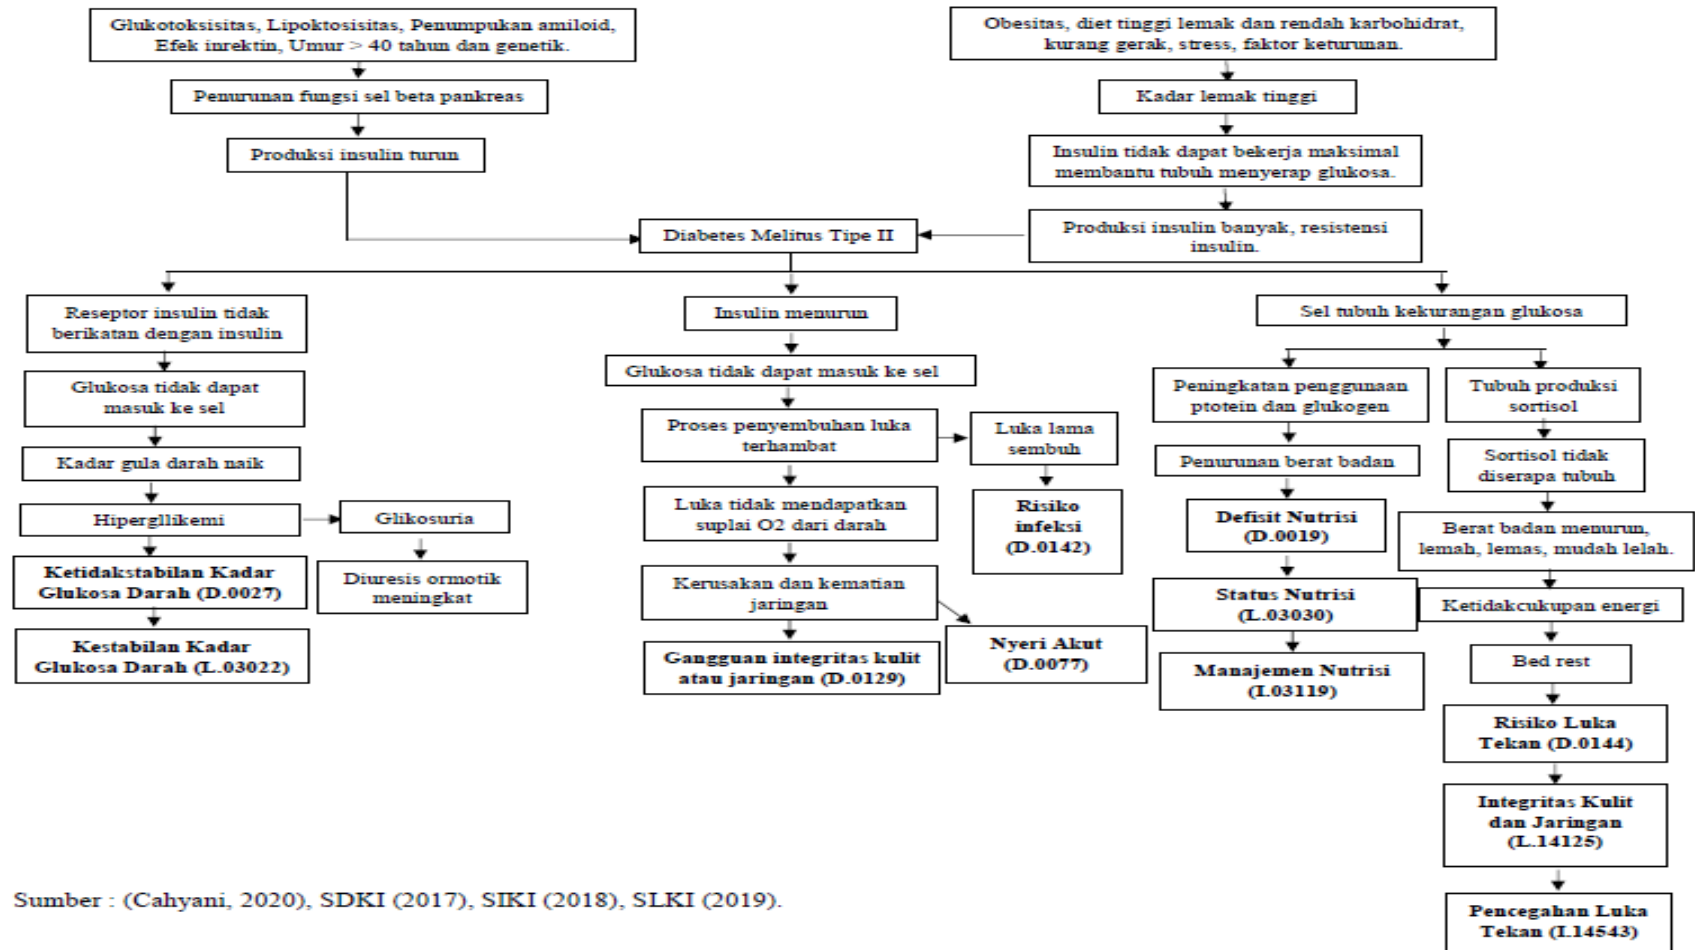 Glukotoksisitas, Lipoktosisitas, Penumpukan amiloid,
Efek inrektin, Umur > 40 tahun dan genetik.
Penurunan fungsi sel beta pankreas
Produksi insulin turun
Obesitas, diet tinggi lemak dan rendah karbohidrat,
kurang gerak, stress, faktor keturunan.
Kadar lemak tinggi
Insulin tidak dapat bekerja maksimal
membantu tubuh menyerap glukosa.
Produksi insulin banyak, resistensi
insulin.
Diabetes Melitus Tipe II
Reseptor insulin tidak
berikatan dengan insulin
Glukosa tidak dapat
masuk ke sel
Kadar gula darah naik
Hipergllikemi
Glikosuria
Diuresis ormotik
meningkat
Ketidakstabilan Kadar
Glukosa Darah (D.0027)
Kestabilan Kadar
Glukosa Darah (L.03022)
Insulin menurun
Glukosa tidak dapat masuk ke sel
Proses penyembuhan luka
terhambat
Luka lama
sembuh
Risiko
infeksi
(D.0142)
Luka tidak mendapatkan
suplai O2 dari darah
Kerusakan dan kematian
jaringan
Nyeri Akut
(D.0077)
Gangguan integritas kulit
atau jaringan (D.0129)
Sel tubuh kekurangan glukosa
Peningkatan penggunaan
ptotein dan glukogen
Penurunan berat badan
Defisit Nutrisi
(D.0019)
Status Nutrisi
(L.03030)
Manajemen Nutrisi
(I.03119)
Tubuh produksi
sortisol
Sortisol tidak
diserapa tubuh
Berat badan menurun,
lemah, lemas, mudah lelah.
Ketidakcukupan energi
Bed rest
Risiko Luka
Tekan (D.0144)
Integritas Kulit
dan Jaringan
(L.14125)
Pencegahan Luka
Tekan (I.14543)
Sumber : (Cahyani, 2020), SDKI (2017), SIKI (2018), SLKI (2019).